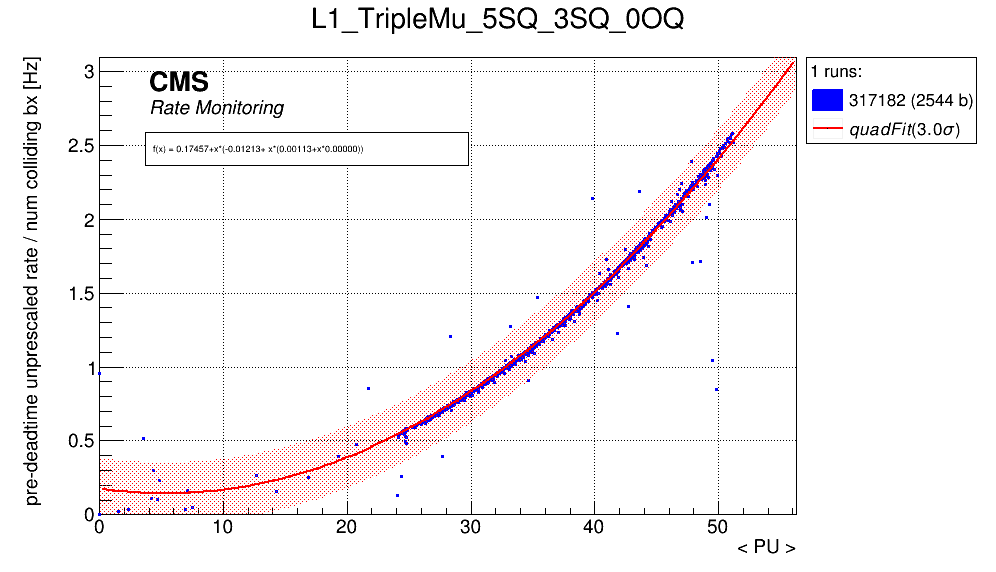 L1_TripleMu_5SQ_3SQ_0OQ
pre-deadtime unprescaled rate / num colliding bx [Hz]
CMS
Rate Monitoring
f(x) = 0.17457+x*(-0.01213+ x*(0.00113+x*0.00000))
1 runs:
317182 (2544 b)
quadFit(3.0σ)
3
2.5
2
1.5
1
0.5
0
0 10 20 30 40 50
< PU >